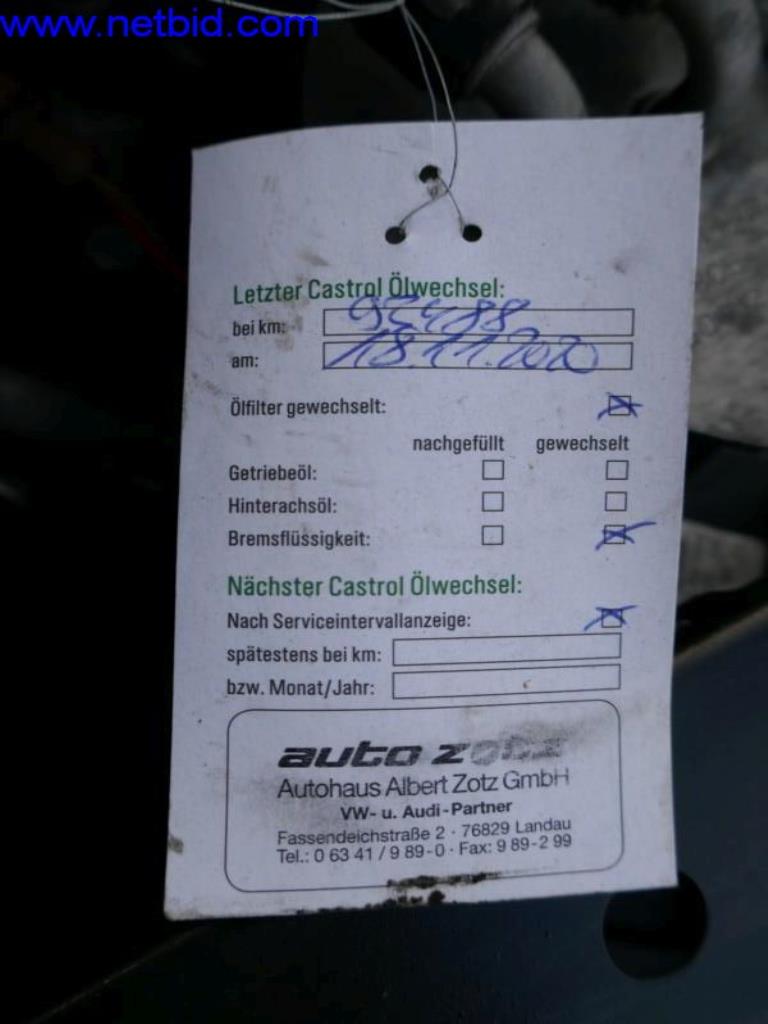 www.netbid.com
Letzter Castrol Ölwechsel:
bei km:
am: 18.11.2020
Ölfilter gewechselt:
nachgefüllt gewechselt
Getriebeöl:
Hinterachsöl:
Bremsflüssigkeit:
Nächster Castrol Ölwechsel:
Nach Serviceintervallanzeige:
spätestens bei km:
bzw. Monat/Jahr:
auto zotz
Autohaus Albert Zotz GmbH
VW- u. Audi-Partner
Fassendeichstraße 2 · 76829 Landau
Tel.: 0 63 41 / 9 89-0 · Fax: 9 89-2 99